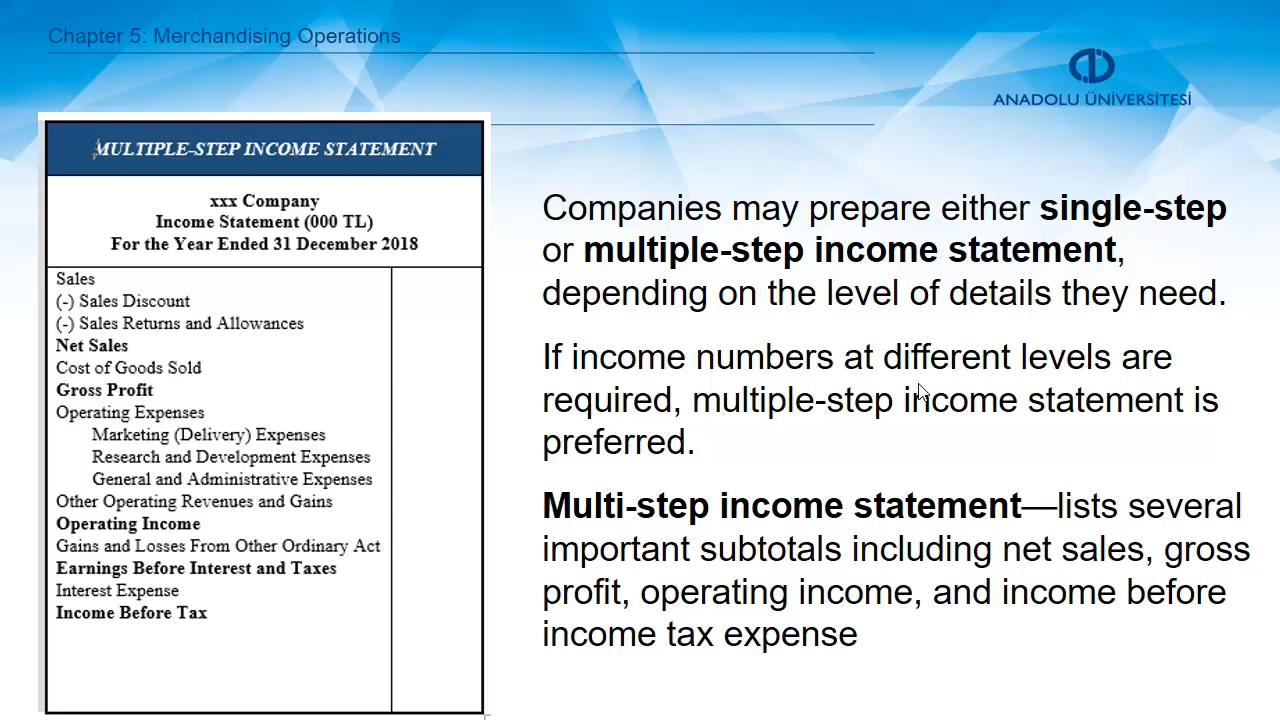 Chapter 5: Merchandising Operations
ANADOLU ÜNİVERSİTESİ
MULTIPLE-STEP INCOME STATEMENT
xxx Company
Income Statement (000 TL)
For the Year Ended 31 December 2018
Sales
(-) Sales Discount
(-) Sales Returns and Allowances
Net Sales
Cost of Goods Sold
Gross Profit
Operating Expenses
Marketing (Delivery) Expenses
Research and Development Expenses
General and Administrative Expenses
Other Operating Revenues and Gains
Operating Income
Gains and Losses From Other Ordinary Act
Earnings Before Interest and Taxes
Interest Expense
Income Before Tax
Companies may prepare either single-step
or multiple-step income statement,
depending on the level of details they need.
If income numbers at different levels are
required, multiple-step income statement is
preferred.
Multi-step income statement—lists several
important subtotals including net sales, gross
profit, operating income, and income before
income tax expense